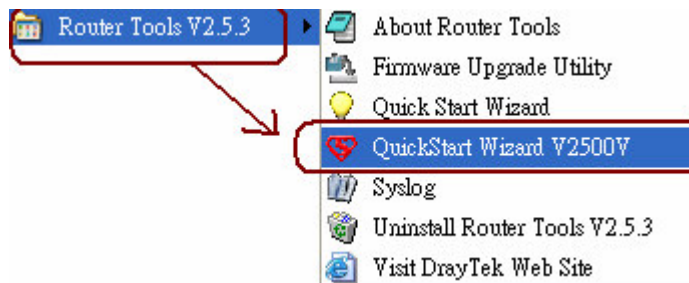 Router Tools V2.5.3
About Router Tools
Firmware Upgrade Utility
Quick Start Wizard
QuickStart Wizard V2500V
Syslog
Uninstall Router Tools V2.5.3
Visit DrayTek Web Site